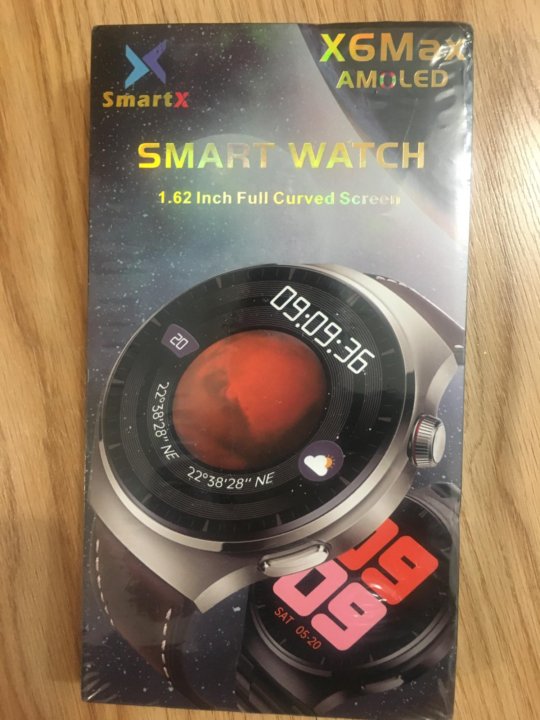 X6Max
AMOLED
SmartX
SMART WATCH
1.62 Inch Full Curved Screen
09:09:36
20
22°38'28" NE
22°38'28" NE
09
09
SAT 05-20